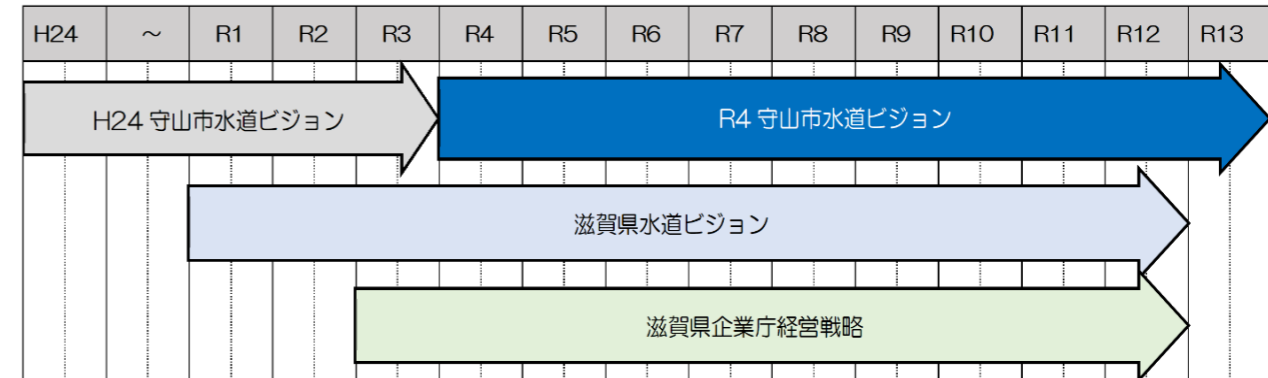 H24 ～ R1 R2 R3 R4 R5 R6 R7 R8 R9 R10 R11 R12 R13
H24 守山市水道ビジョン
R4 守山市水道ビジョン
滋賀県水道ビジョン
滋賀県企業庁経営戦略